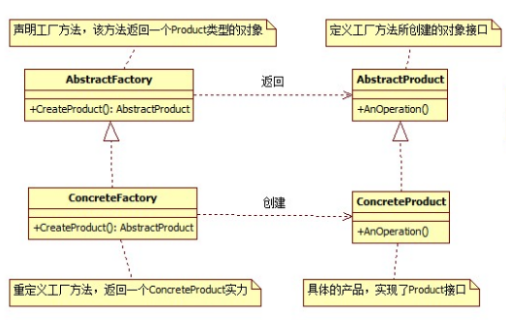 声明工厂方法，该方法返回一个Product类型的对象
定义工厂方法所创建的对象接口
AbstractFactory
返回
AbstractProduct
+CreateProduct(): AbstractProduct
+AnOperation()
ConcreteFactory
创建
ConcreteProduct
+CreateProduct(): AbstractProduct
+AnOperation()
重定义工厂方法，返回一个ConcreteProduct实力
具体的产品，实现了Product接口